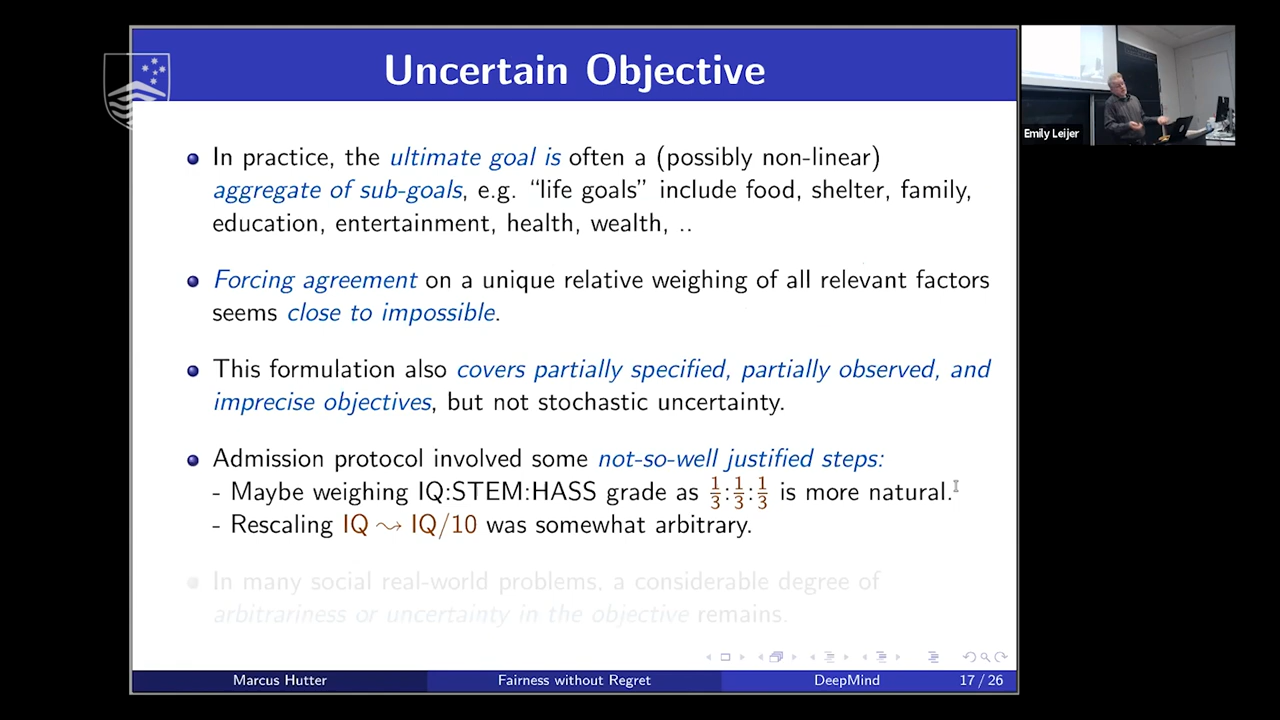 Uncertain Objective
In practice, the ultimate goal is often a (possibly non-linear)
aggregate of sub-goals, e.g. “life goals” include food, shelter, family,
education, entertainment, health, wealth, ..
Forcing agreement on a unique relative weighing of all relevant factors
seems close to impossible.
This formulation also covers partially specified, partially observed, and
imprecise objectives, but not stochastic uncertainty.
Admission protocol involved some not-so-well justified steps:
- Maybe weighing IQ:STEM:HASS grade as 1/3:1/3:1/3 is more natural.
- Rescaling IQ ⇝ IQ/10 was somewhat arbitrary.
In many social real-world problems, a considerable degree of
arbitrariness or uncertainty in the objective remains.
Marcus Hutter Fairness without Regret DeepMind 17 / 26
Emily Leijer